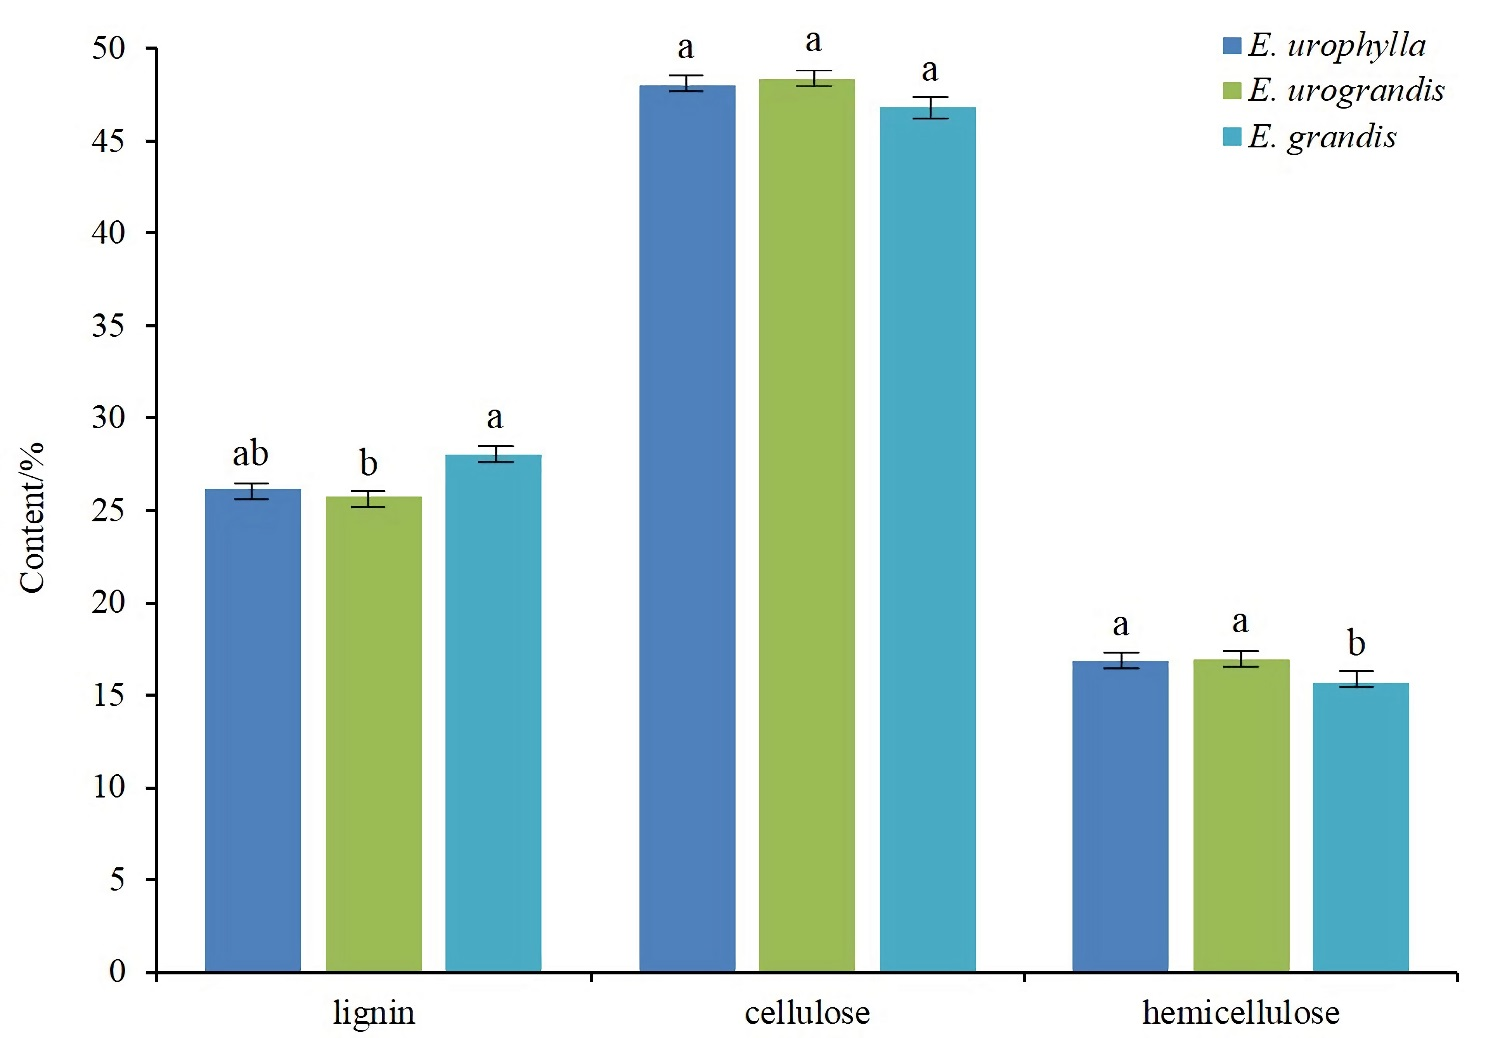 50
45
40
35
30
25
20
15
10
5
0
Content/%
ab
b
a
a
a
a
a
a
b
lignin
cellulose
hemicellulose
E. urophylla
E. urograndis
E. grandis